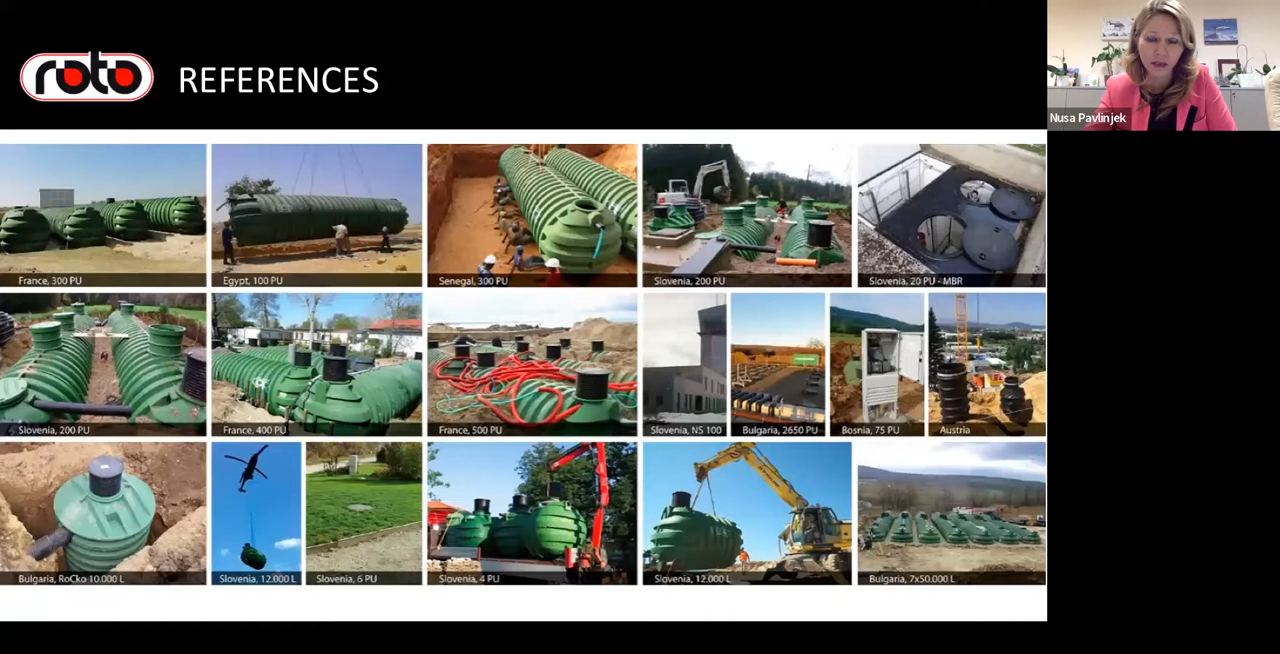 roto
REFERENCES
Nusa Pavlinjek
France, 300 PU
Egypt, 100 PU
Senegal, 300 PU
Slovenia, 200 PU
Slovenia, 20 PU - MBR
Slovenia, 200 PU
France, 400 PU
France, 500 PU
Slovenia, NS 100
Bulgaria, 2650 PU
Bosnia, 75 PU
Austria
Bulgaria, RoCko 10.000 L
Slovenia, 12.000 L
Slovenia, 6 PU
Slovenia, 4 PU
Slovenia, 12.000 L
Bulgaria, 7x50.000 L